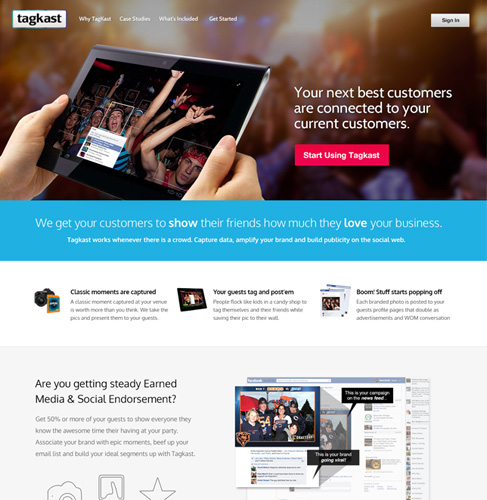 tagkast
Why TagKast Case Studies What's Included Get Started
Sign In
Your next best customers
are connected to your
current customers.
Start Using Tagkast
We get your customers to show their friends how much they love your business.
Tagkast works whenever there is a crowd. Capture data, amplify your brand and build publicity on the social web.
Classic moments are captured
A classic moment captured at your venue
is worth more than you think. We take the
pics and present them to your guests.
Your guests tag and post'em
People flock like kids in a candy shop to
tag themselves and their friends while
saving their pic to their wall.
Boom! Stuff starts popping off
Each branded photo is posted to your
guests profile pages that double as
advertisements and WOM conversation
Are you getting steady Earned
Media & Social Endorsement?
Get 50% or more of your guests to show everyone they
know the awesome time their having at your party.
Associate your brand with epic moments, beef up your
email list and build your ideal segments up with Tagkast.
facebook
This is your campaign
on the news feed.
This is your brand
going viral!